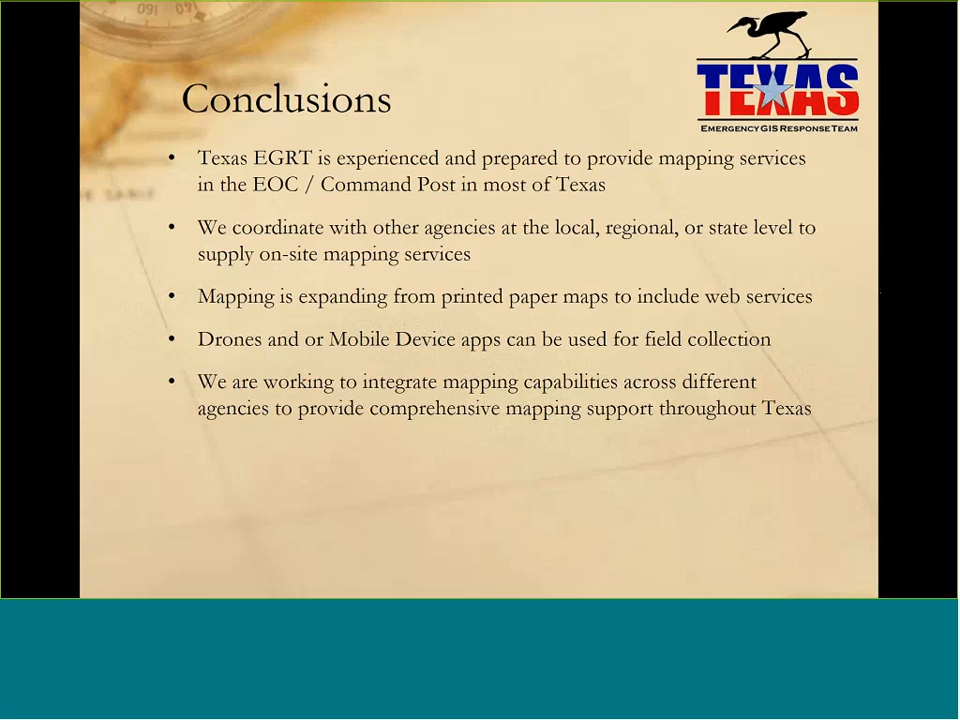 TEXAS
EMERGENCY GIS RESPONSE TEAM
Conclusions
• Texas EGRT is experienced and prepared to provide mapping services
in the EOC / Command Post in most of Texas
• We coordinate with other agencies at the local, regional, or state level to
supply on-site mapping services
• Mapping is expanding from printed paper maps to include web services
• Drones and or Mobile Device apps can be used for field collection
• We are working to integrate mapping capabilities across different
agencies to provide comprehensive mapping support throughout Texas